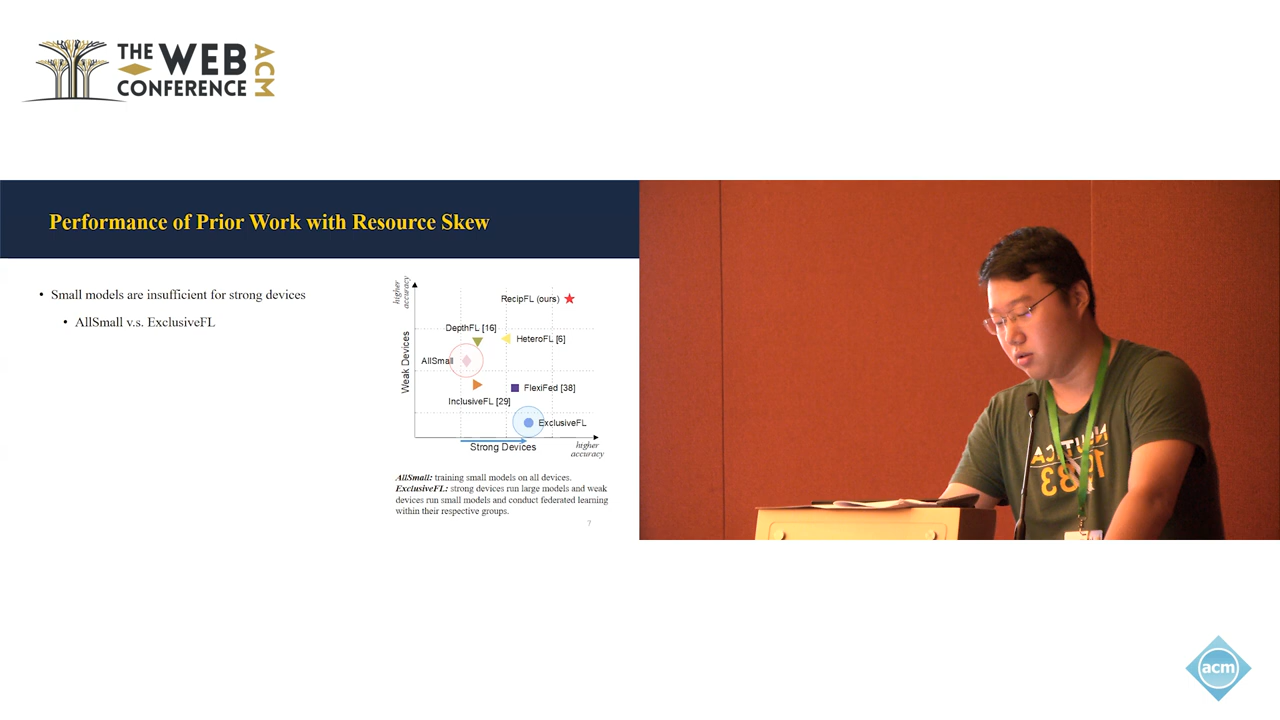 THE WEB
CONFERENCE
ACM
Performance of Prior Work with Resource Skew
• Small models are insufficient for strong devices
• AllSmall v.s. ExclusiveFL
higher
accuracy
Weak Devices
RecipFL (ours)
DepthFL [16]
HeteroFL [6]
AllSmall
FlexiFed [38]
InclusiveFL [29]
ExclusiveFL
Strong Devices
higher
accuracy
AllSmall: training small models on all devices.
ExclusiveFL: strong devices run large models and weak
devices run small models and conduct federated learning
within their respective groups.
7
acm